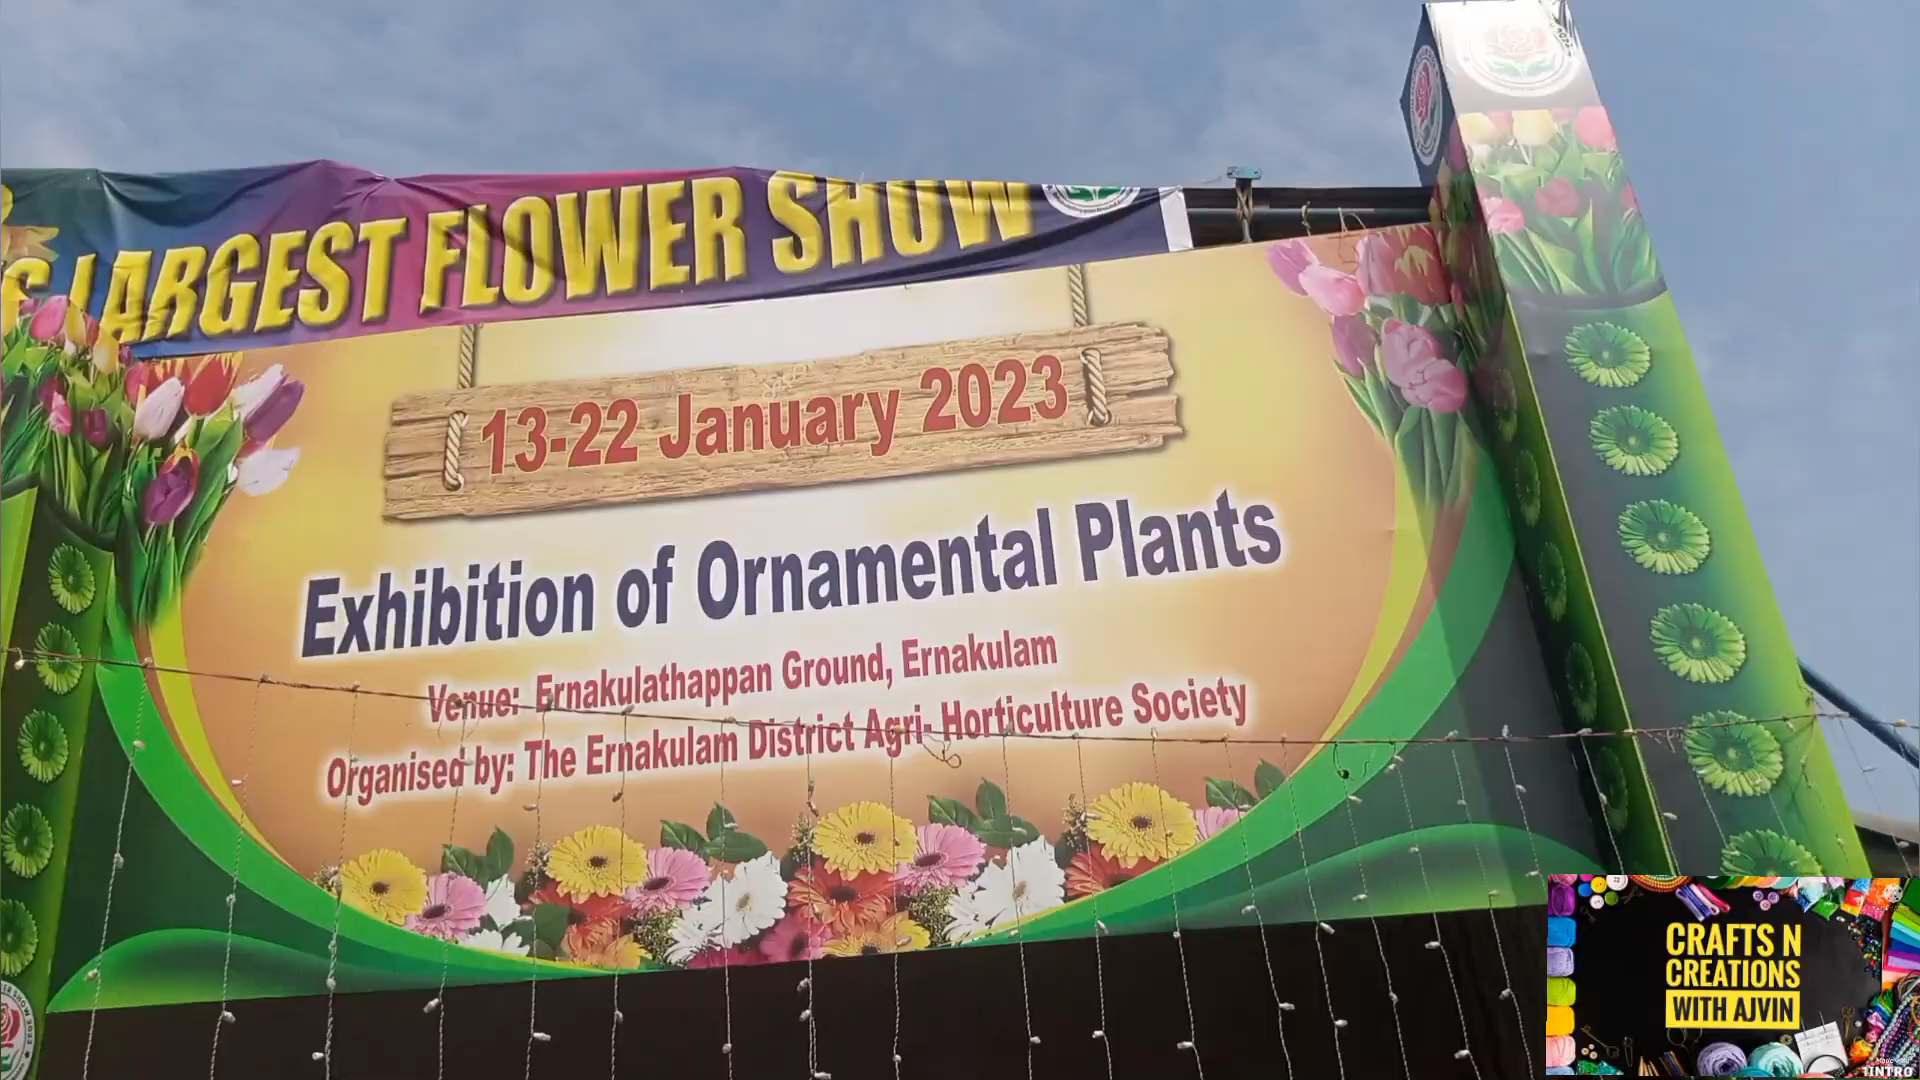 LARGEST FLOWER SHOW
13-22 January 2023
Exhibition of Ornamental Plants
Venue: Ernakulathappan Ground, Ernakulam
Organised by: The Ernakulam District Agri- Horticulture Society
CRAFTS N
CREATIONS
WITH AJVIN
INTRO